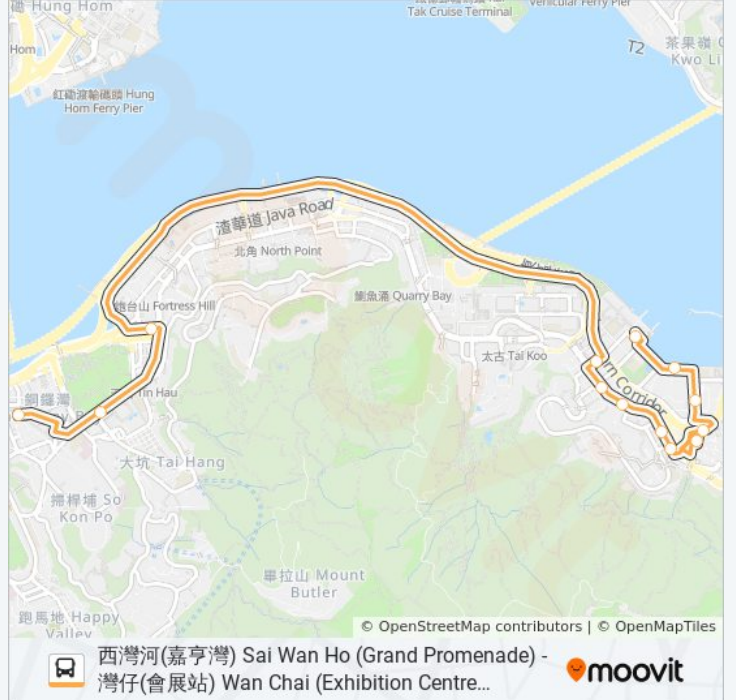 磡 Hung Hom
Tak Cruise Terminal
Vehicular Ferry Pier
Hom
T2
茶果嶺
Kwo Li
紅磡渡輪碼頭 Hung
Hom Ferry Pier
渣華道 Java Road
北角 North Point
炮台山 Fortress Hill
鰂魚涌 Quarry Bay
太古 Tai Koo
Tin Hau
銅鑼灣
rn Corridor
大坑 Tai Hang
掃桿埔 So
Kon Po
畢拉山 Mount
Butler
跑馬地 Happy
Valley
© OpenStreetMap contributors | © OpenMapTiles
西灣河(嘉亨灣) Sai Wan Ho (Grand Promenade) -
灣仔(會展站) Wan Chai (Exhibition Centre…
moovit